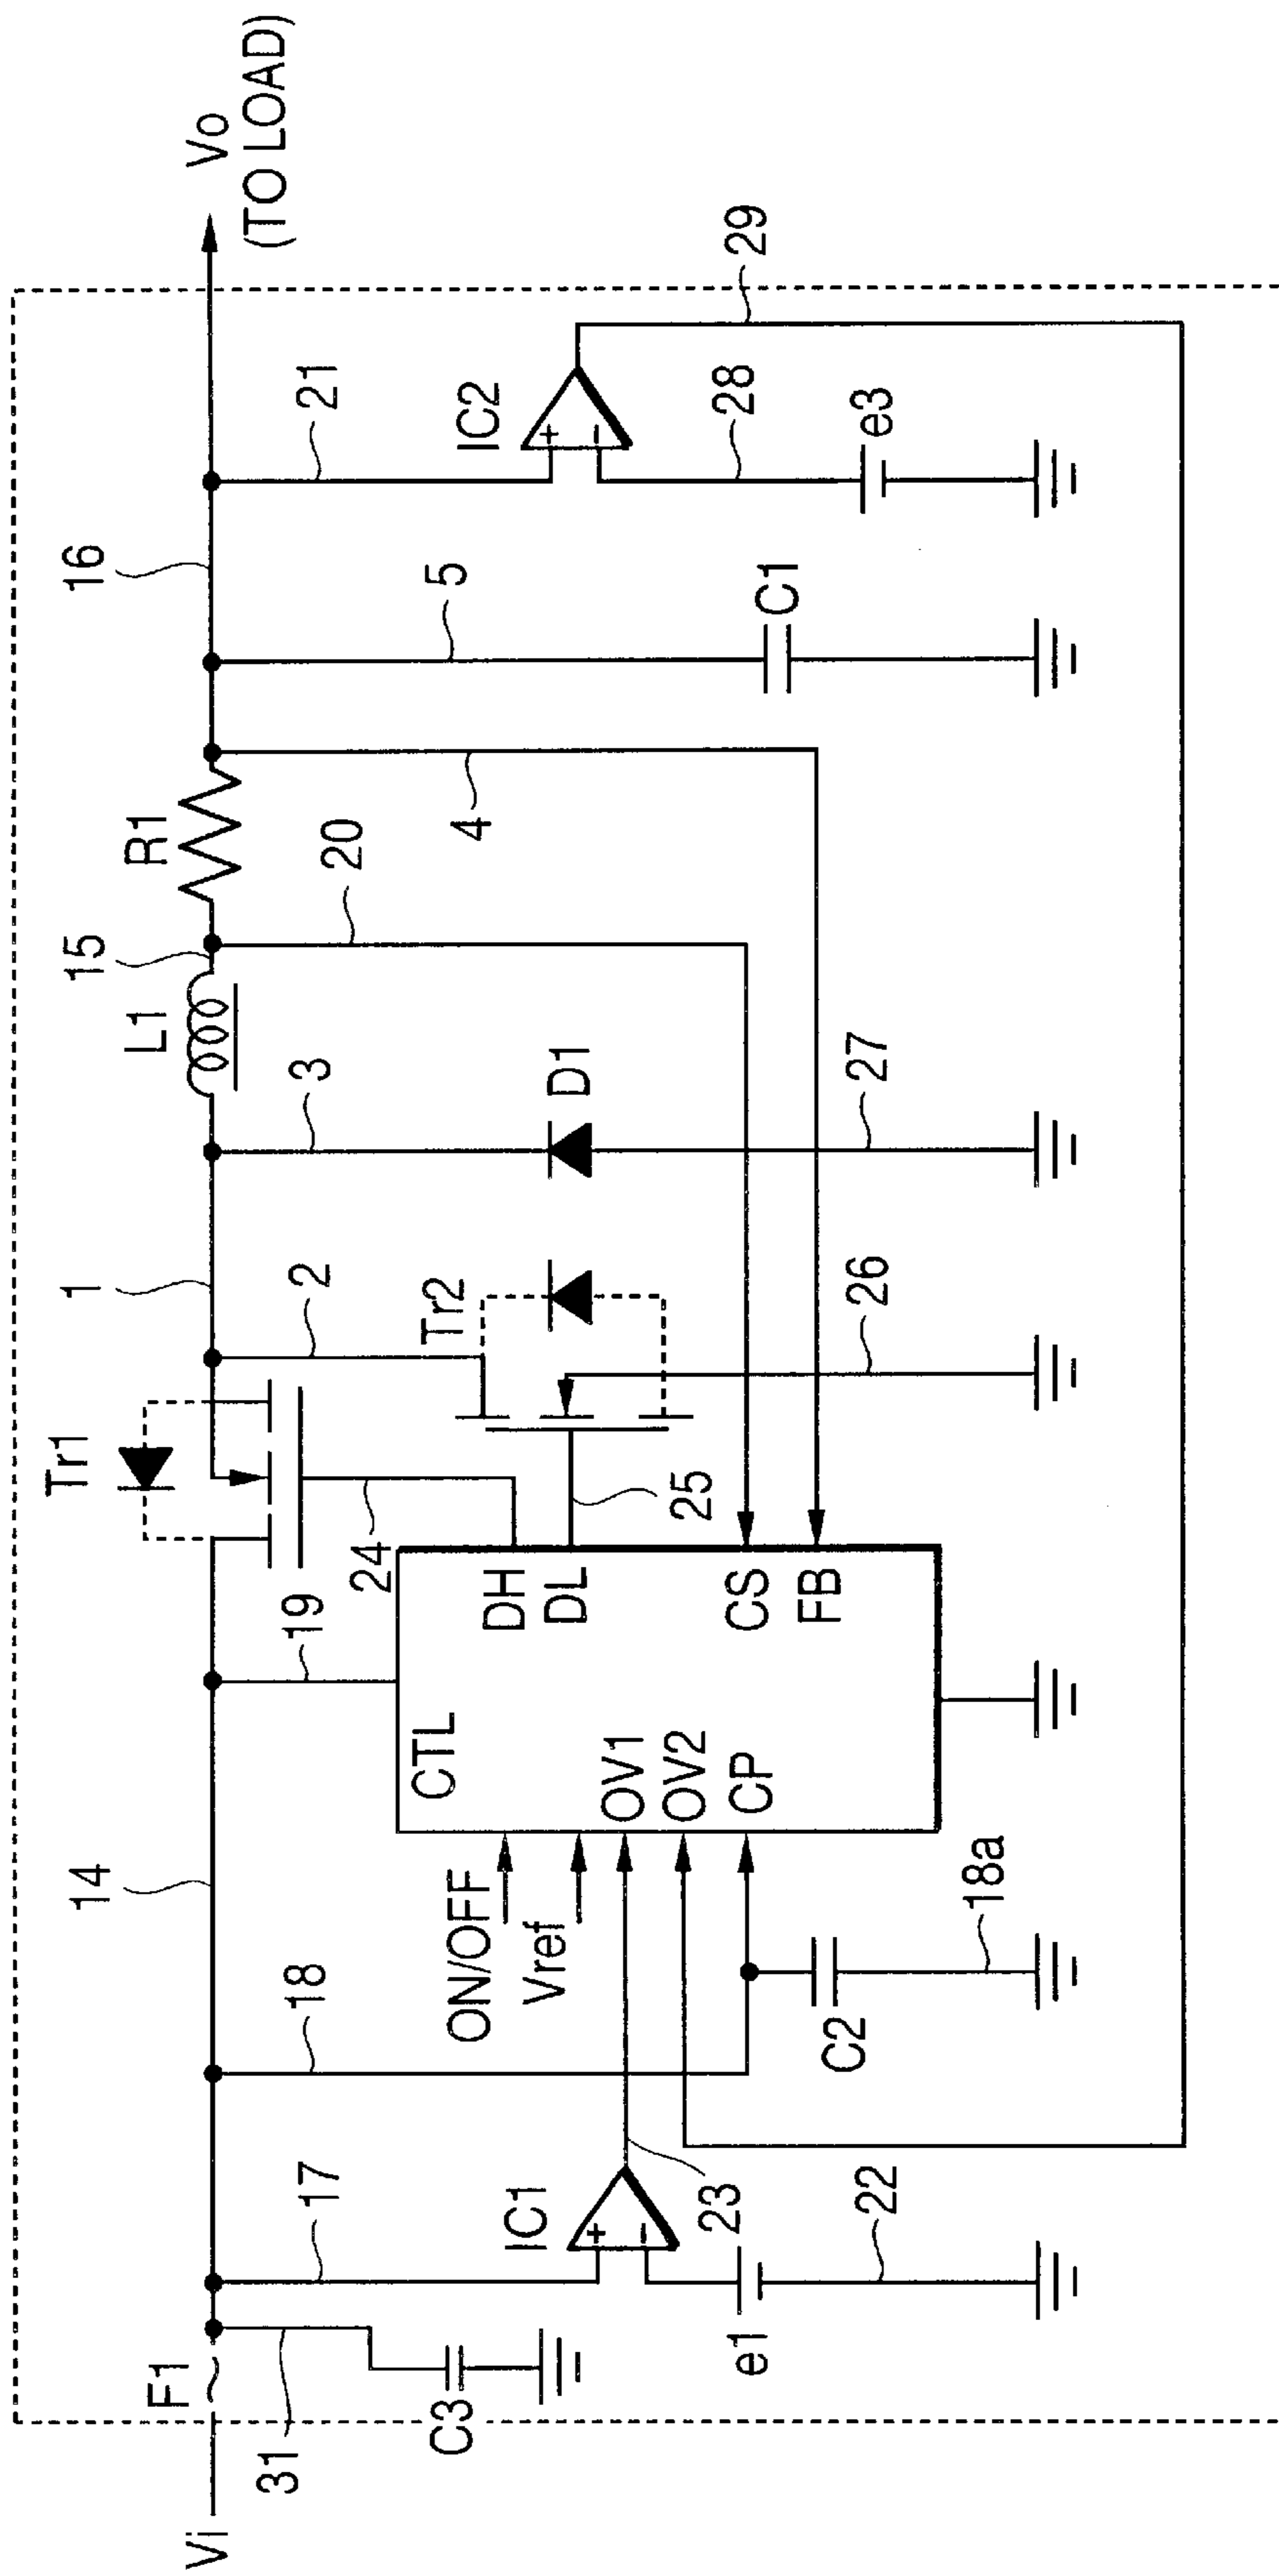 Vi
F1
31
C3
17
IC1
+
−
e1
22
23
18
14
ON/OFF
Vref
C2
18a
CTL
OV1
OV2
CP
DH
DL
CS
FB
19
24
25
Tr1
Tr2
2
1
26
3
D1
27
L1
15
20
R1
4
5
C1
16
21
IC2
+
−
28
e3
29
Vo
(TO LOAD)